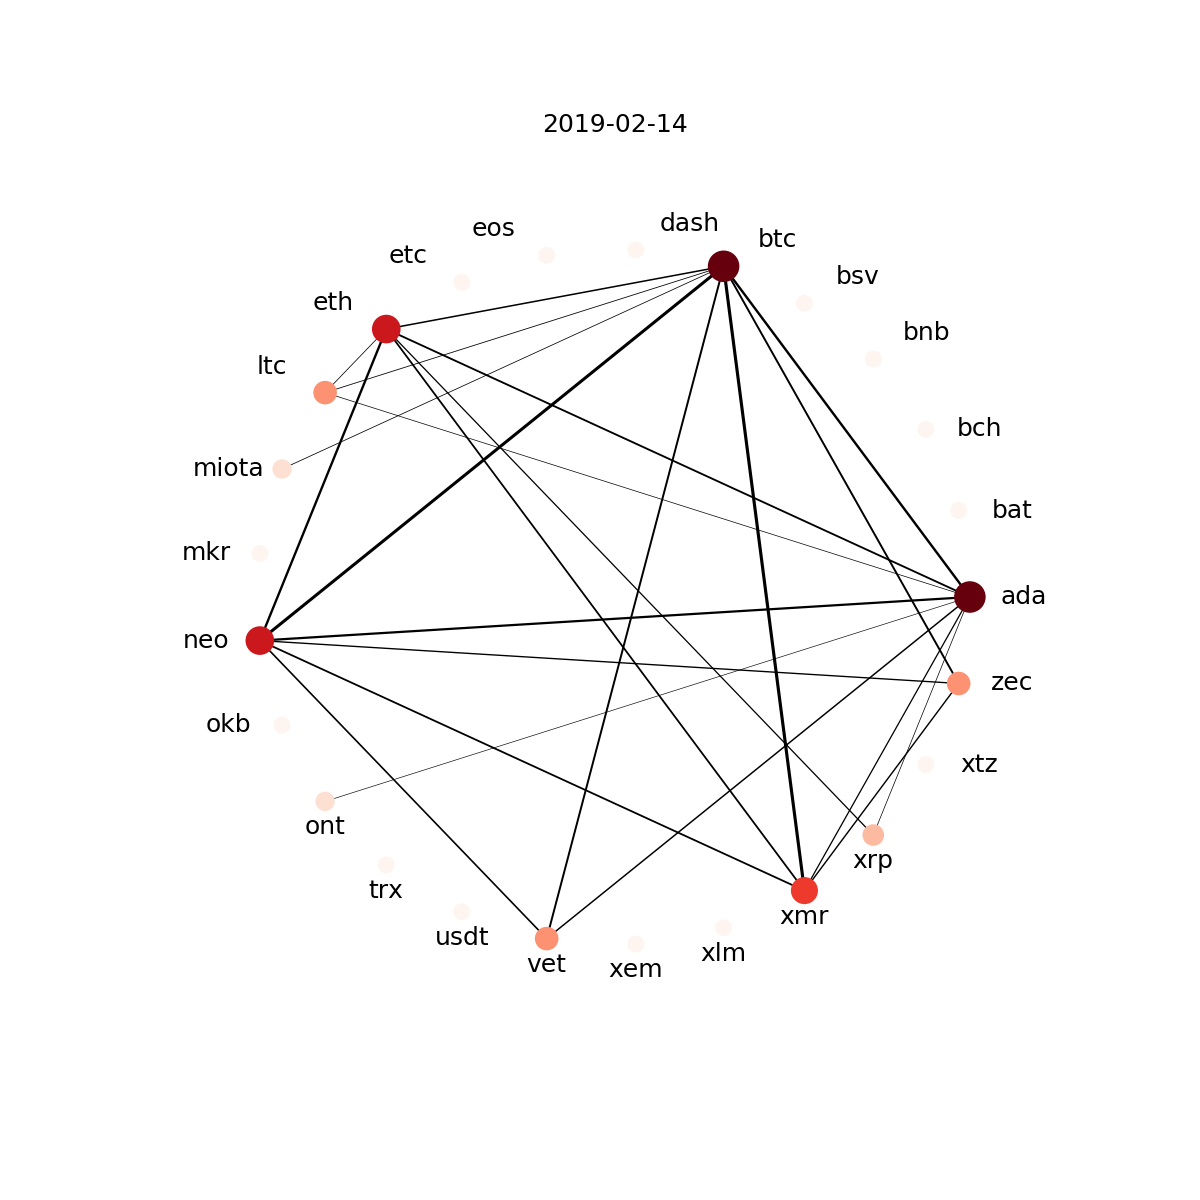 2019-02-14
dash
eos
btc
etc
bsv
eth
bnb
ltc
bch
miota
bat
mkr
ada
neo
zec
okb
xtz
ont
xrp
trx
xmr
usdt
xlm
vet
xem